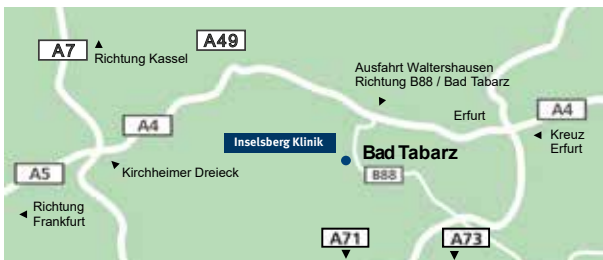 A7
Richtung Kassel
A49
Ausfahrt Waltershausen
Richtung B88 / Bad Tabarz
A4
Erfurt
A4
Kreuz
Erfurt
Inselsberg Klinik
Bad Tabarz
B88
A5
Kirchheimer Dreieck
Richtung
Frankfurt
A71
A73